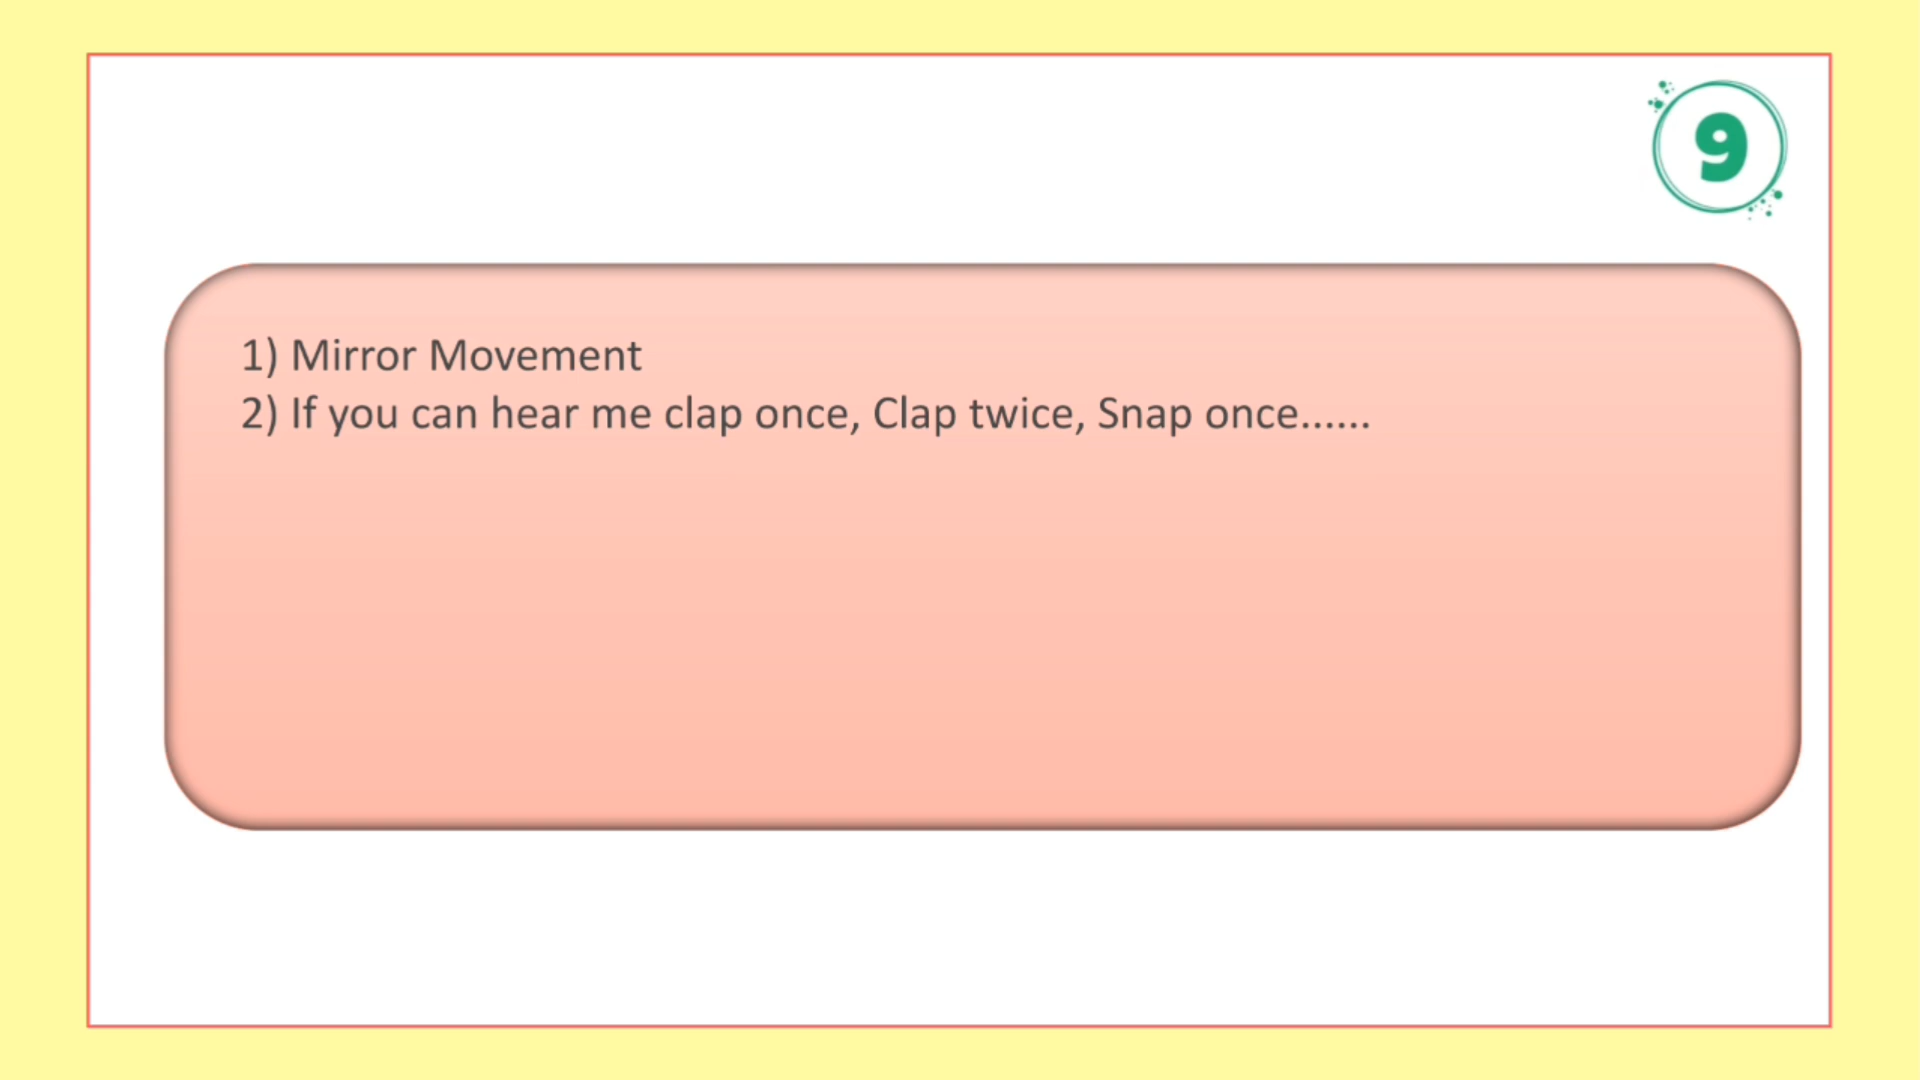 9
1) Mirror Movement
2) If you can hear me clap once, Clap twice, Snap once......